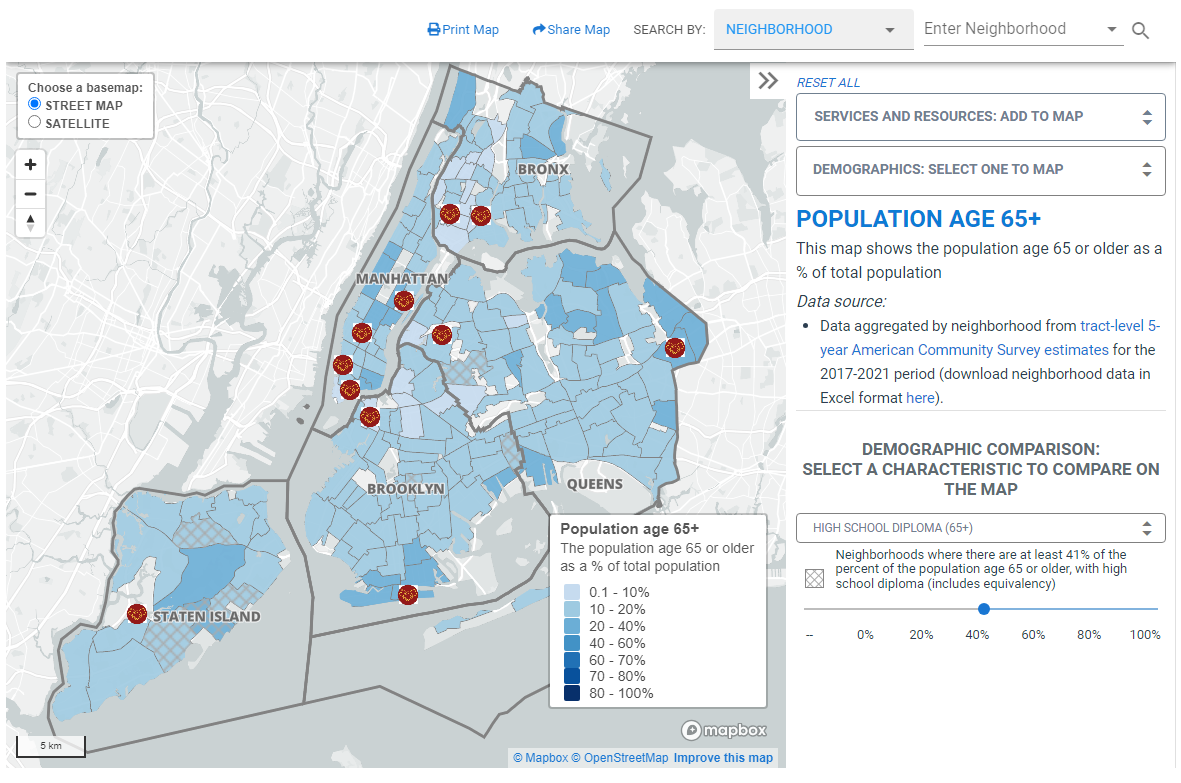 Print Map
Share Map
SEARCH BY:
NEIGHBORHOOD
Enter Neighborhood
Choose a basemap:
STREET MAP
SATELLITE
+
−
BRONX
MANHATTAN
BROOKLYN
QUEENS
STATEN ISLAND
Population age 65+
The population age 65 or older
as a % of total population
0.1 - 10%
10 - 20%
20 - 40%
40 - 60%
60 - 70%
70 - 80%
80 - 100%
mapbox
5 km
© Mapbox © OpenStreetMap Improve this map
RESET ALL
SERVICES AND RESOURCES: ADD TO MAP
DEMOGRAPHICS: SELECT ONE TO MAP
POPULATION AGE 65+
This map shows the population age 65 or older as a
% of total population
Data source:
• Data aggregated by neighborhood from tract-level 5-
year American Community Survey estimates for the
2017-2021 period (download neighborhood data in
Excel format here).
DEMOGRAPHIC COMPARISON:
SELECT A CHARACTERISTIC TO COMPARE ON
THE MAP
HIGH SCHOOL DIPLOMA (65+)
Neighborhoods where there are at least 41% of the
percent of the population age 65 or older, with high
school diploma (includes equivalency)
-- 0% 20% 40% 60% 80% 100%